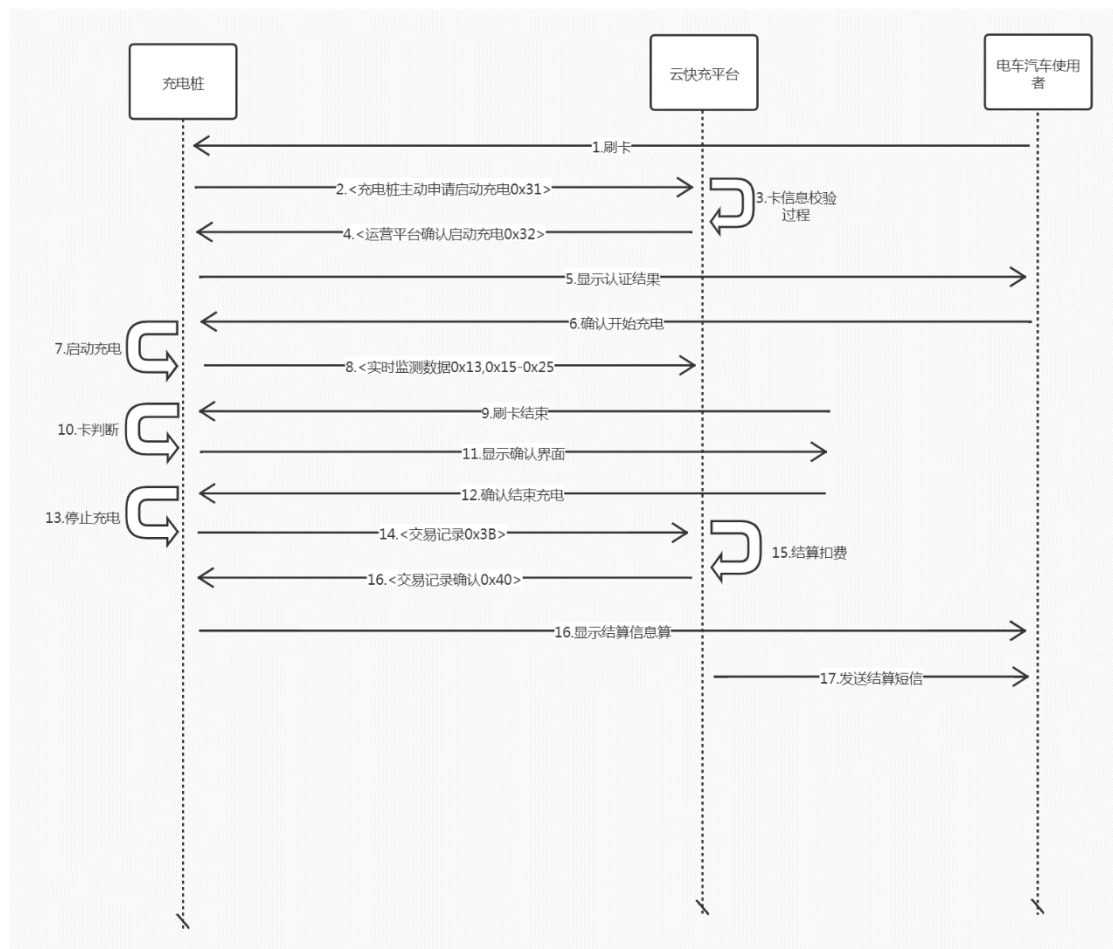 充电桩
云快充平台
电车汽车使用
者
1.刷卡
2.<充电桩主动申请启动充电0x31>
3.卡信息校验
过程
4.<运营平台确认启动充电0x32>
5.显示认证结果
6.确认开始充电
7.启动充电
8.<实时监测数据0x13,0x15-0x25
9.刷卡结束
10.卡判断
11.显示确认界面
12.确认结束充电
13.停止充电
14.<交易记录0x3B>
15.结算扣费
16.<交易记录确认0x40>
16.显示结算信息算
17.发送结算短信